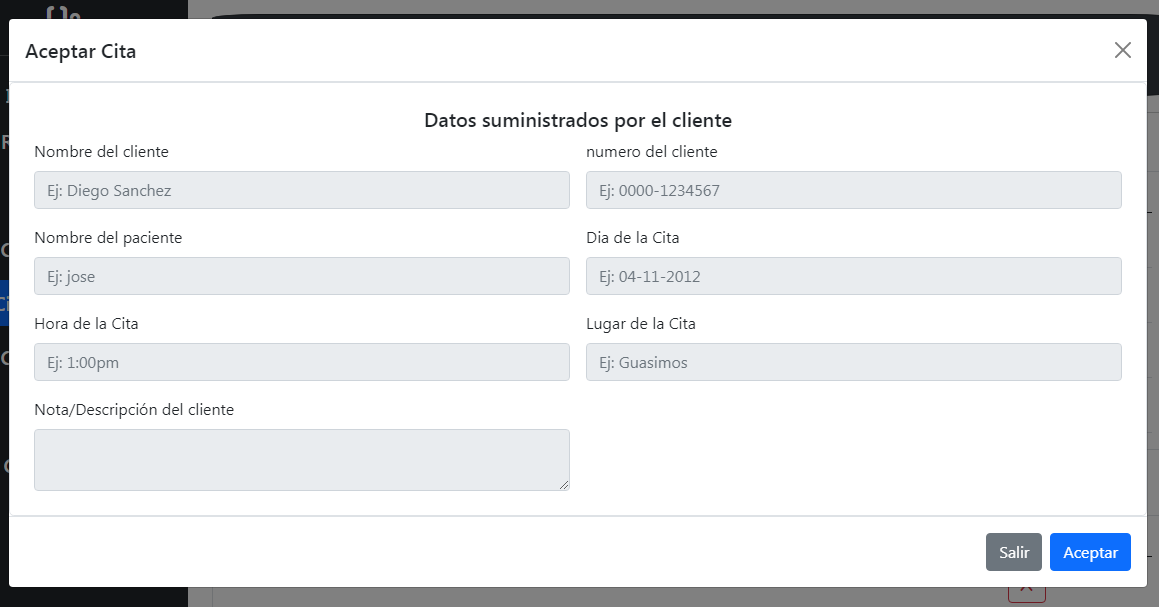 Aceptar Cita
Datos suministrados por el cliente
Nombre del cliente
numero del cliente
Ej: Diego Sanchez
Ej: 0000-1234567
Nombre del paciente
Dia de la Cita
Ej: jose
Ej: 04-11-2012
Hora de la Cita
Lugar de la Cita
Ej: 1:00pm
Ej: Guasimos
Nota/Descripción del cliente
Salir
Aceptar